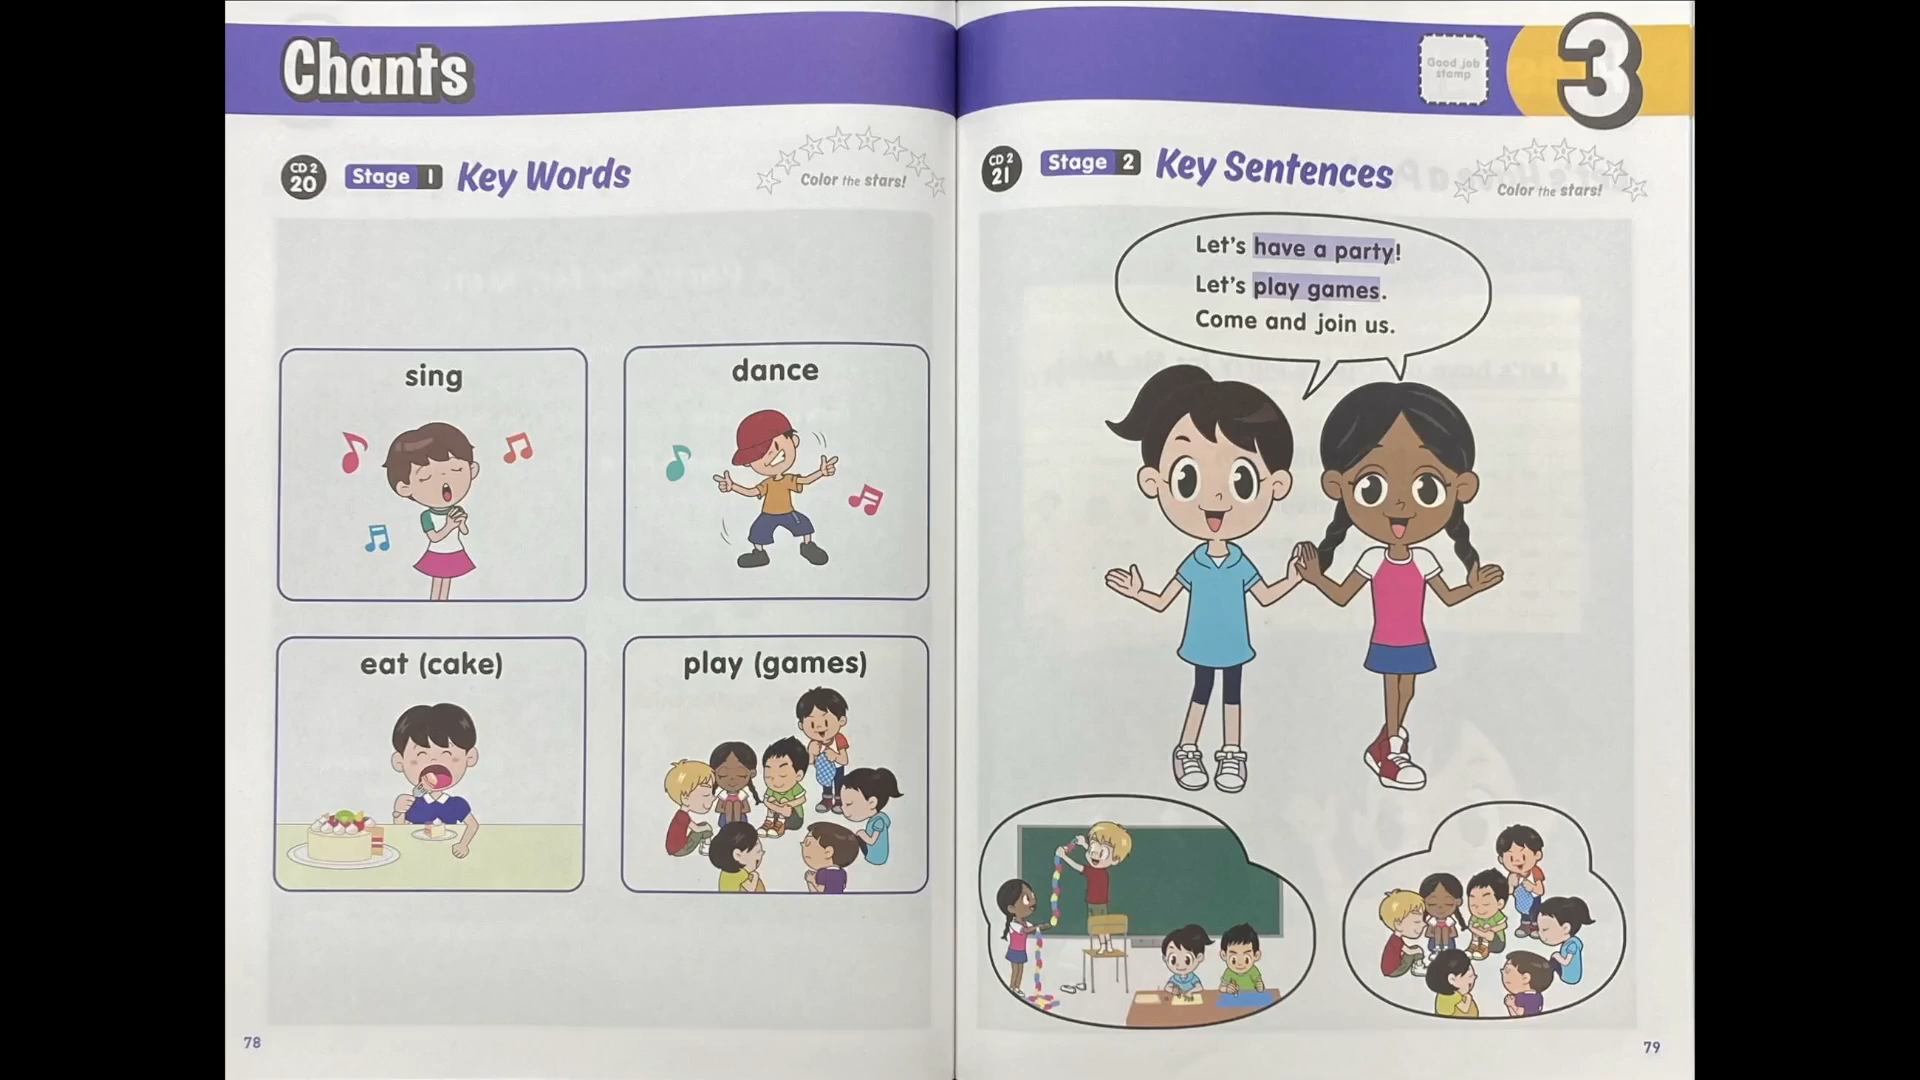 Chants
CD 2
20
Stage 1
Key Words
Color the stars!
sing
dance
eat (cake)
play (games)
78
Good job
stamp
3
CD 2
21
Stage 2
Key Sentences
Color the stars!
Let's have a party!
Let's play games.
Come and join us.
79